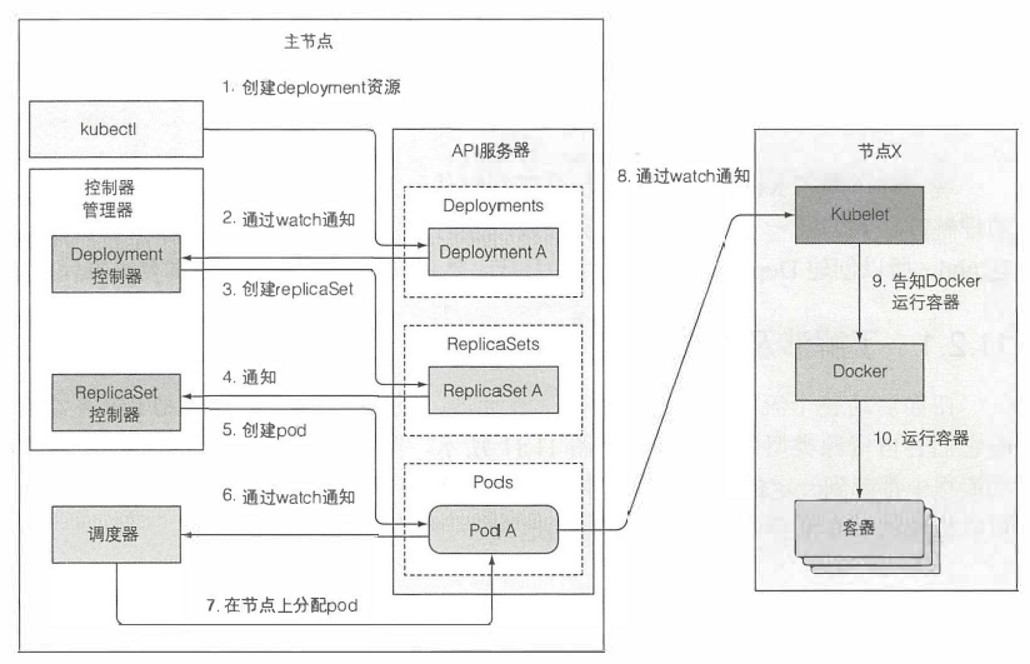 主节点
1. 创建deployment资源
kubectl
API服务器
控制器
管理器
2. 通过watch通知
Deployments
Deployment A
Deployment
控制器
3. 创建replicaSet
ReplicaSets
ReplicaSet A
4. 通知
ReplicaSet
控制器
5. 创建pod
Pods
6. 通过watch通知
Pod A
调度器
7. 在节点上分配pod
8. 通过watch通知
节点X
Kubelet
9. 告知Docker
运行容器
Docker
10. 运行容器
容器